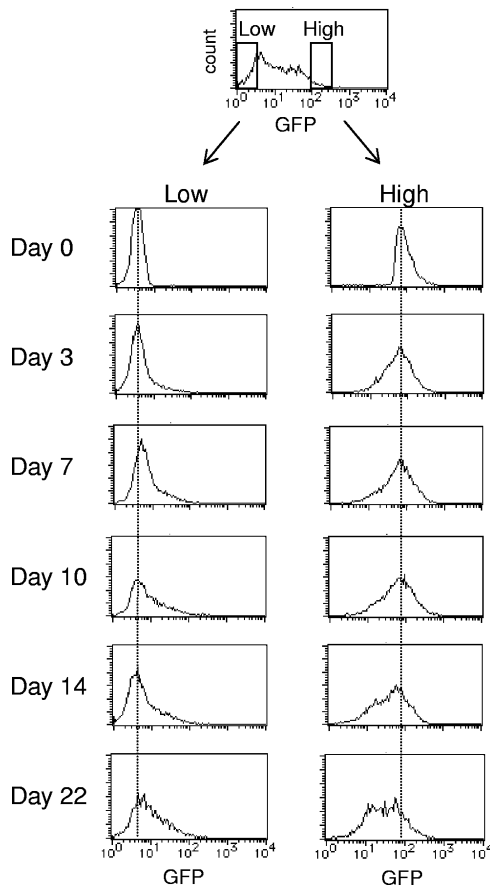 Low High
count
10⁰ 10¹ 10² 10³ 10⁴
GFP
Low High
Day 0
Day 3
Day 7
Day 10
Day 14
Day 22
10⁰ 10¹ 10² 10³ 10⁴ 10⁰ 10¹ 10² 10³ 10⁴
GFP GFP